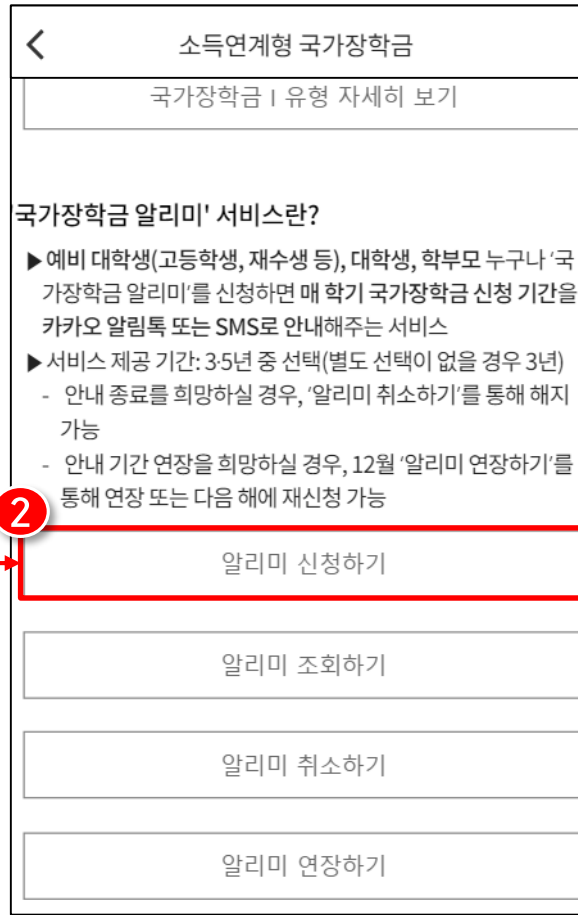 소득연계형 국가장학금
국가장학금 I 유형 자세히 보기
'국가장학금 알리미' 서비스란?
▶예비 대학생(고등학생, 재수생 등), 대학생, 학부모 누구나 ‘국
가장학금 알리미’를 신청하면 매 학기 국가장학금 신청 기간을
카카오 알림톡 또는 SMS로 안내해주는 서비스
▶서비스 제공 기간: 3·5년 중 선택(별도 선택이 없을 경우 3년)
- 안내 종료를 희망하실 경우, ‘알리미 취소하기’를 통해 해지
가능
- 안내 기간 연장을 희망하실 경우, 12월 ‘알리미 연장하기’를
통해 연장 또는 다음 해에 재신청 가능
2
알리미 신청하기
알리미 조회하기
알리미 취소하기
알리미 연장하기